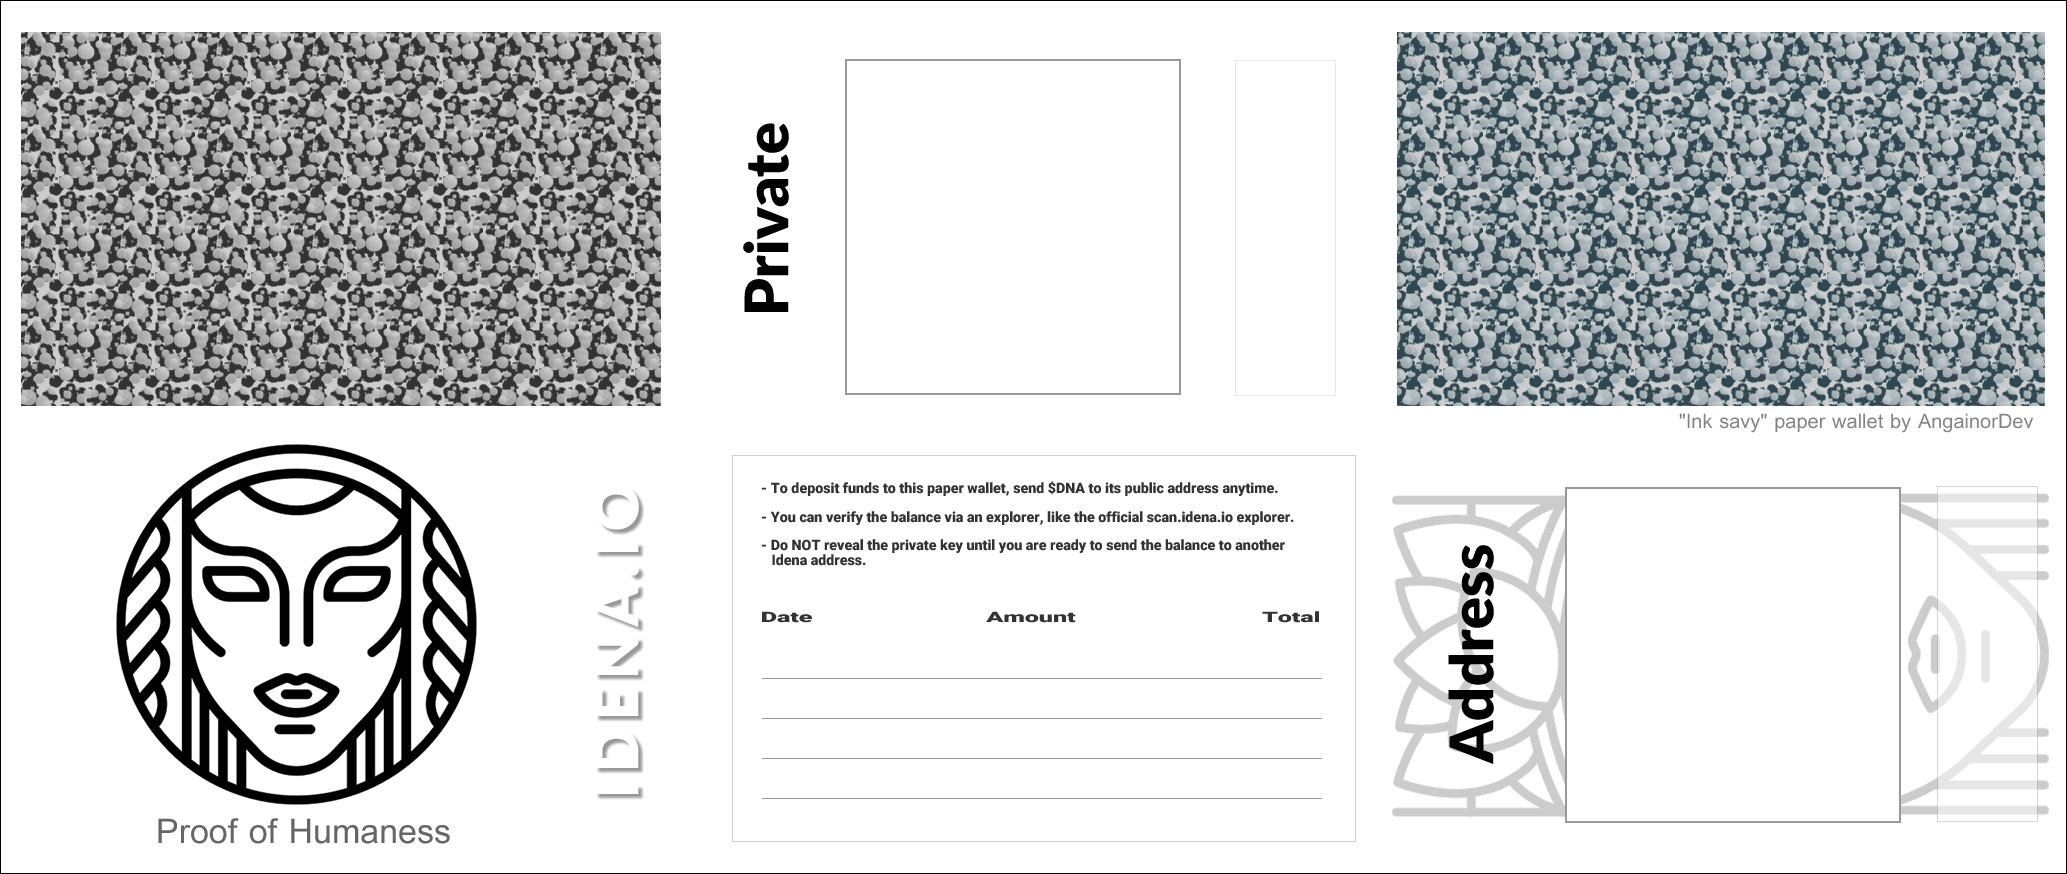 Private
"Ink savy" paper wallet by AngainorDev
Proof of Humaness
IDENA.IO
- To deposit funds to this paper wallet, send $DNA to its public address anytime.
- You can verify the balance via an explorer, like the official scan.idena.io explorer.
- Do NOT reveal the private key until you are ready to send the balance to another
Idena address.
Date Amount Total
Address